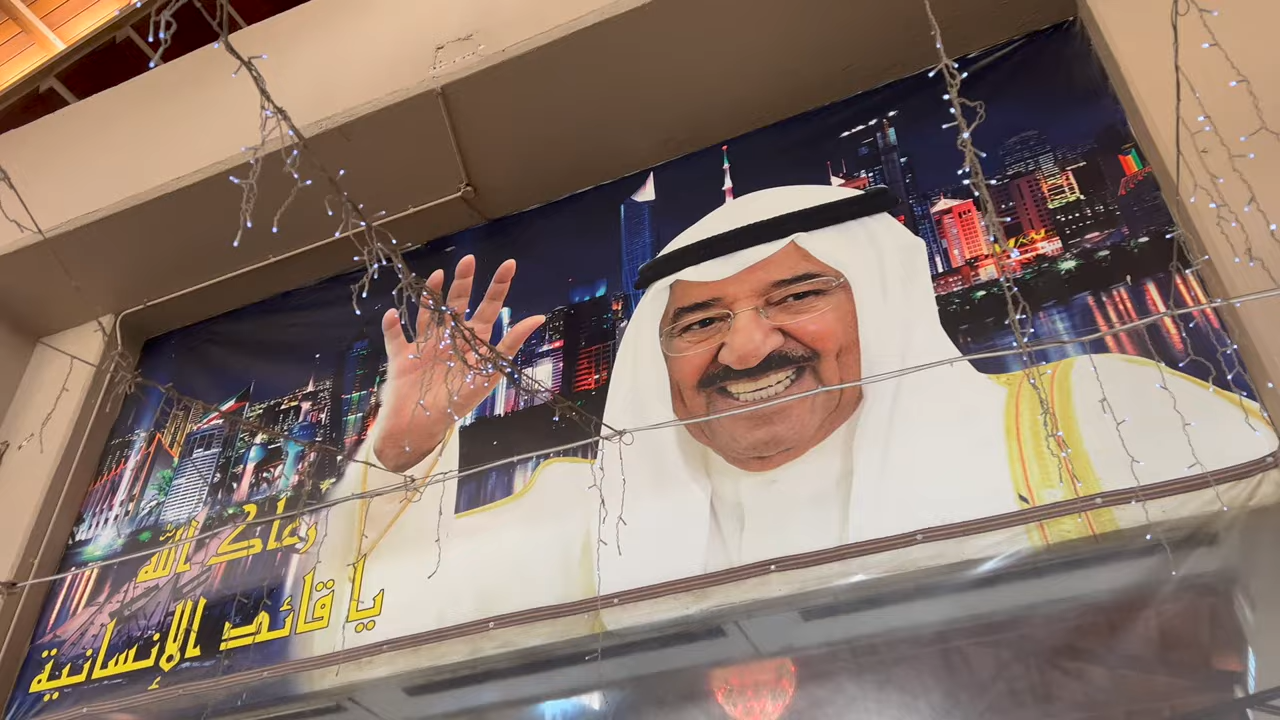 رعاك الله
يا قائد الإنسانية